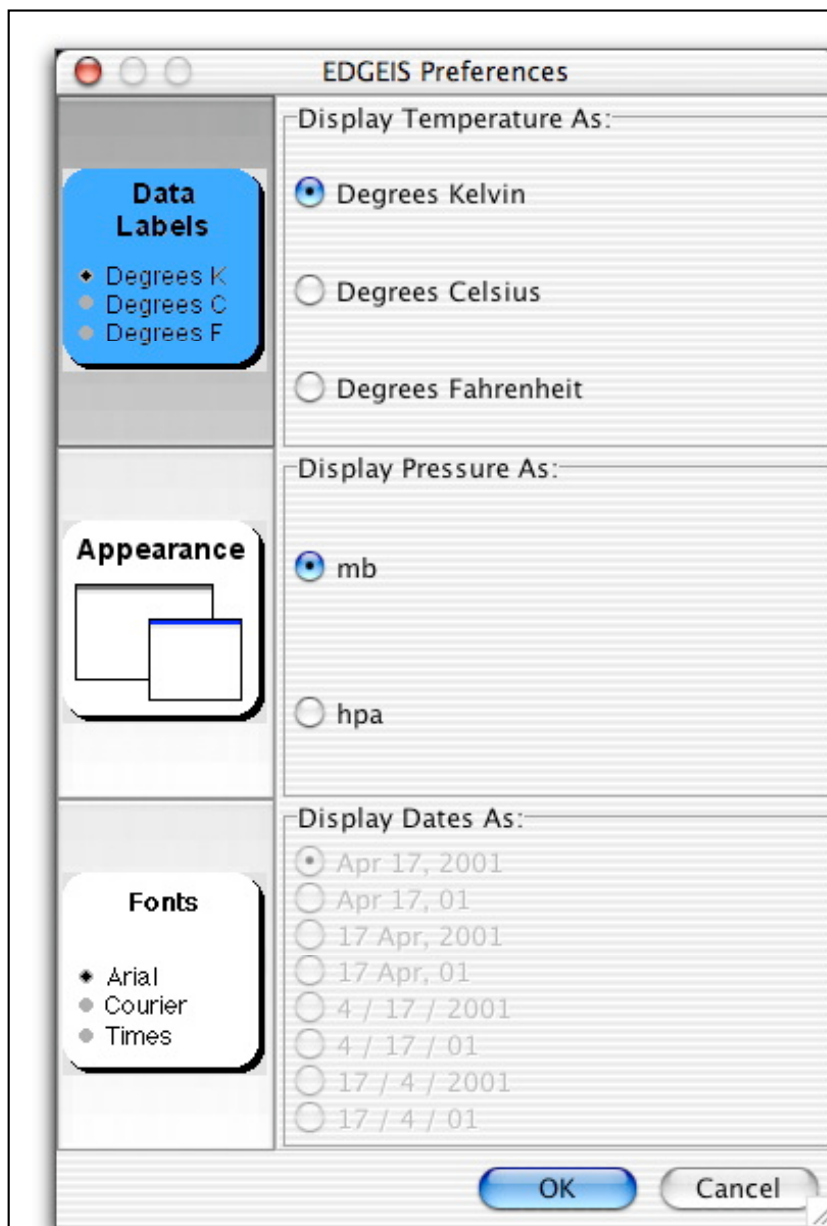 EDGEIS Preferences
Data
Labels
Degrees K
Degrees C
Degrees F
Appearance
Fonts
Arial
Courier
Times
Display Temperature As:
Degrees Kelvin
Degrees Celsius
Degrees Fahrenheit
Display Pressure As:
mb
hpa
Display Dates As:
Apr 17, 2001
Apr 17, 01
17 Apr, 2001
17 Apr, 01
4 / 17 / 2001
4 / 17 / 01
17 / 4 / 2001
17 / 4 / 01
OK
Cancel